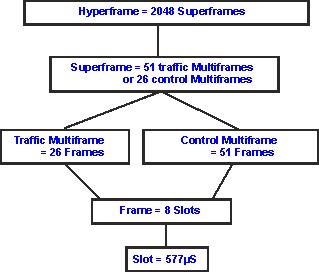 Hyperframe = 2048 Superframes
Superframe = 51 traffic Multiframes
or 26 control Multiframes
Traffic Multiframe
= 26 Frames
Control Multiframe
= 51 Frames
Frame = 8 Slots
Slot = 577µS